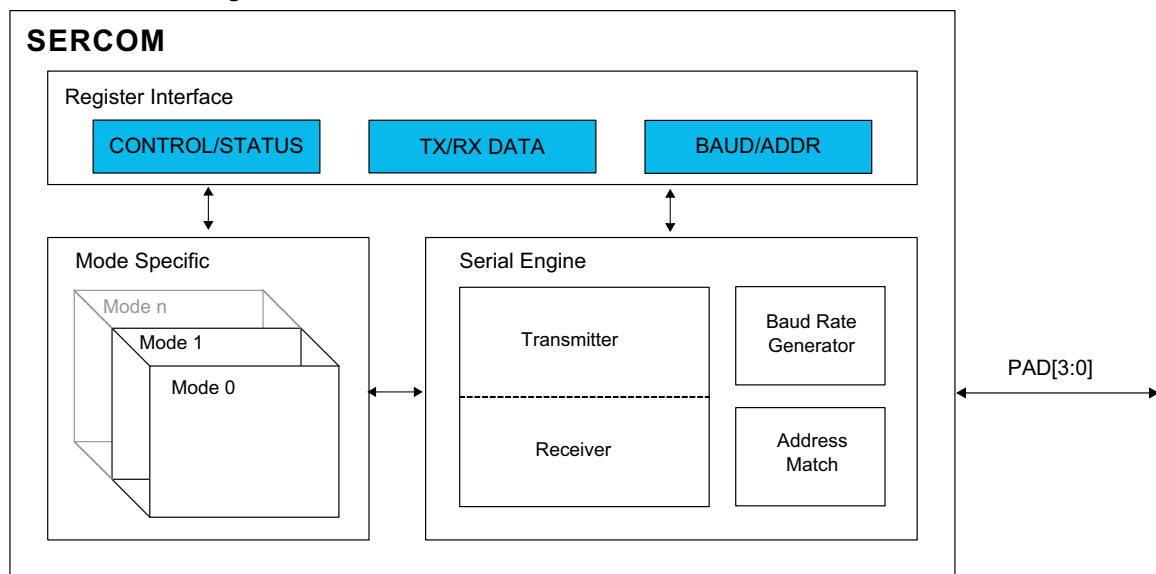 SERCOM
Register Interface
CONTROL/STATUS
TX/RX DATA
BAUD/ADDR
Mode Specific
Mode n
Mode 1
Mode 0
Serial Engine
Transmitter
Receiver
Baud Rate
Generator
Address
Match
PAD[3:0]